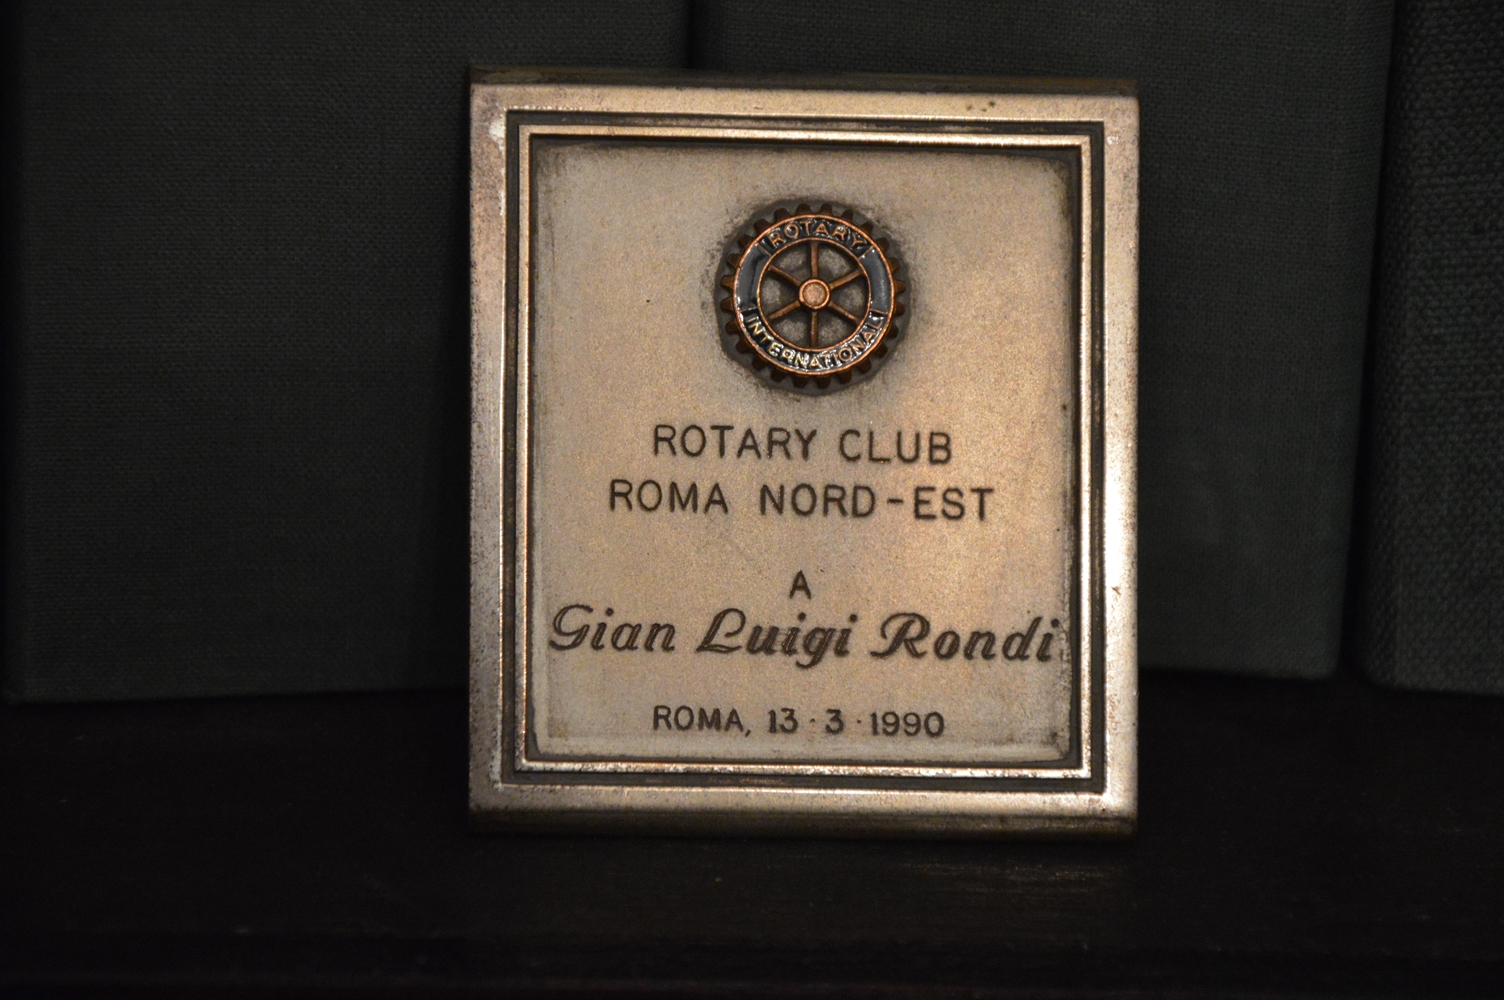 ROTARY
INTERNATIONAL
ROTARY CLUB
ROMA NORD-EST
A
Gian Luigi Rondi
ROMA, 13·3·1990